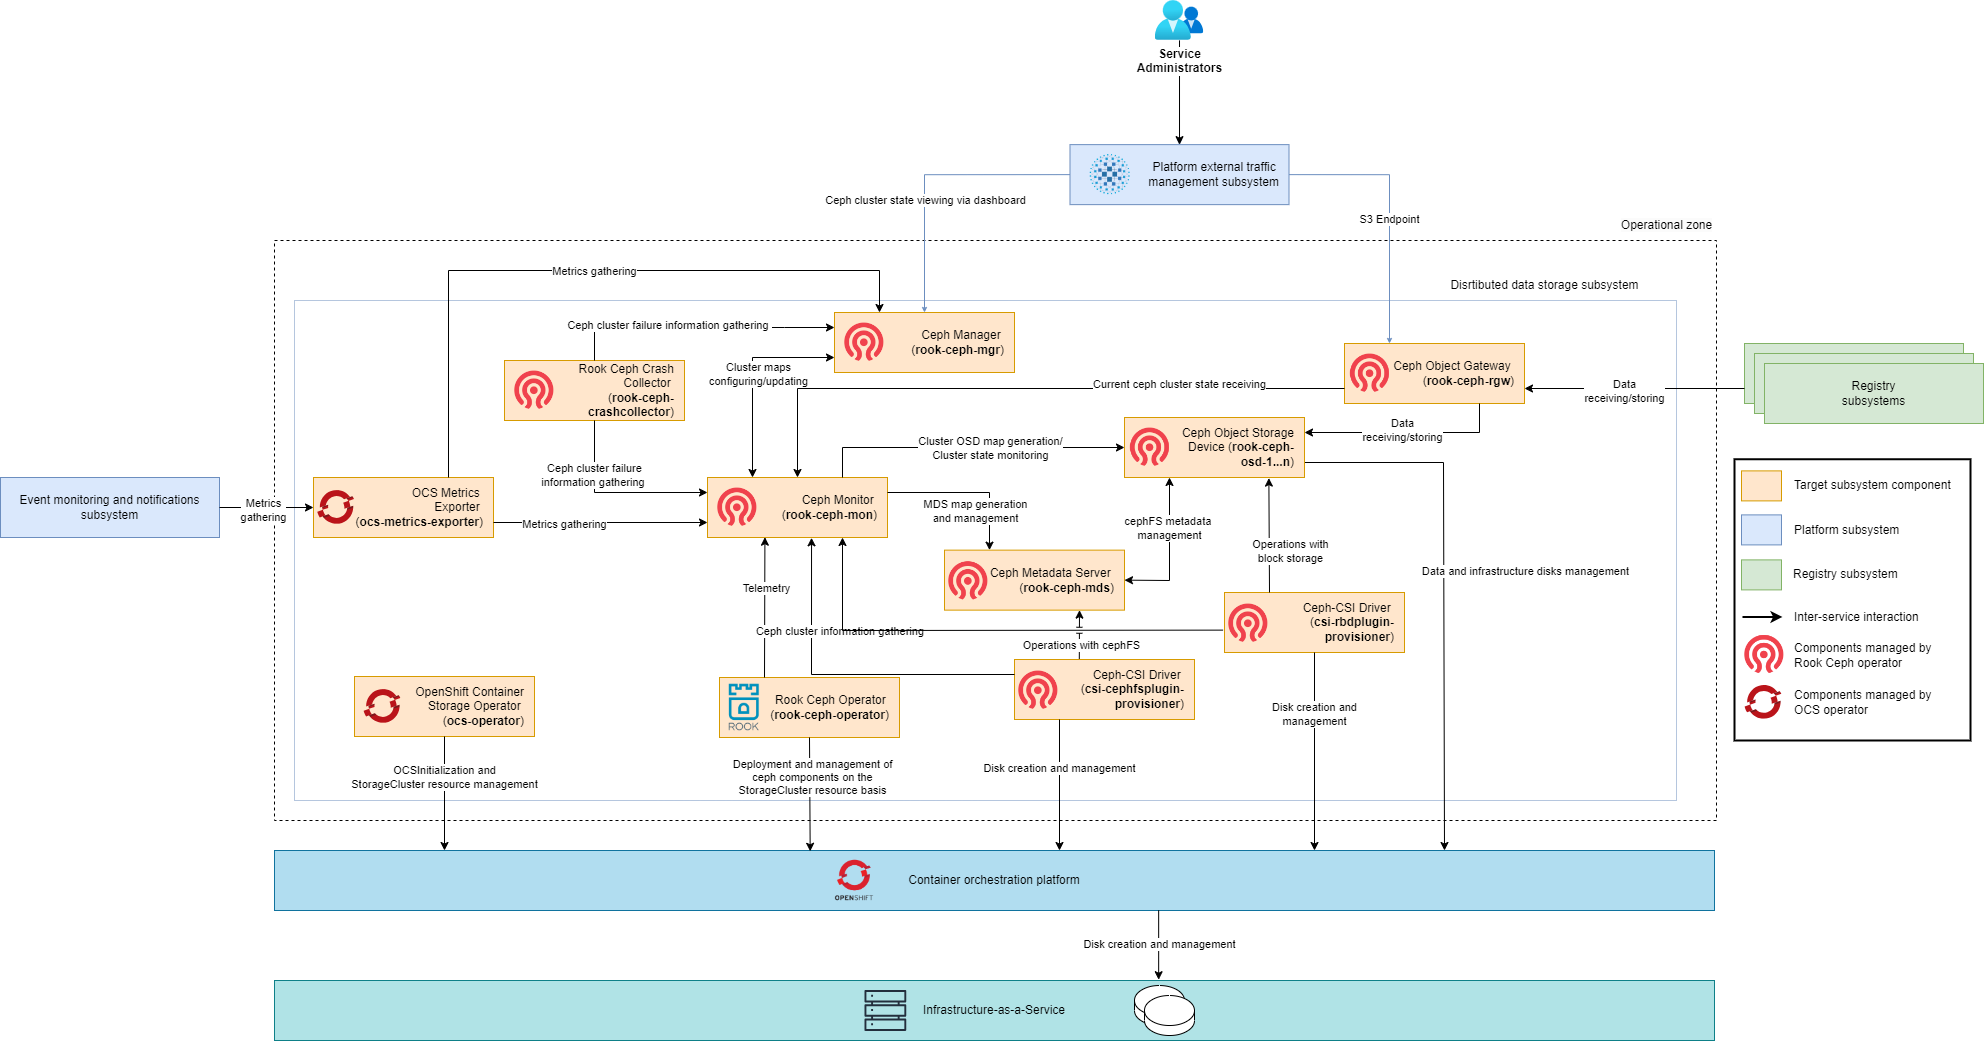 Service
Administrators
Platform external traffic
management subsystem
Ceph cluster state viewing via dashboard
S3 Endpoint
Operational zone
Metrics gathering
Disrtibuted data storage subsystem
Ceph cluster failure information gathering
Ceph Manager
(rook-ceph-mgr)
Rook Ceph Crash
Collector
(rook-ceph-
crashcollector)
Cluster maps
configuring/updating
Current ceph cluster state receiving
Ceph Object Gateway
(rook-ceph-rgw)
Data
receiving/storing
Registry
subsystems
Data
receiving/storing
Ceph Object Storage
Device (rook-ceph-
osd-1...n)
Cluster OSD map generation/
Cluster state monitoring
Ceph cluster failure
information gathering
Event monitoring and notifications
subsystem
Metrics
gathering
OCS Metrics
Exporter
(ocs-metrics-exporter)
Metrics gathering
Ceph Monitor
(rook-ceph-mon)
MDS map generation
and management
cephFS metadata
management
Operations with
block storage
Data and infrastructure disks management
Ceph Metadata Server
(rook-ceph-mds)
Telemetry
Ceph cluster information gathering
Operations with cephFS
Ceph-CSI Driver
(csi-rbdplugin-
provisioner)
Ceph-CSI Driver
(csi-cephfsplugin-
provisioner)
OpenShift Container
Storage Operator
(ocs-operator)
ROOK
Rook Ceph Operator
(rook-ceph-operator)
Disk creation and
management
OCSInitialization and
StorageCluster resource management
Deployment and management of
ceph components on the
StorageCluster resource basis
Disk creation and management
Target subsystem component
Platform subsystem
Registry subsystem
Inter-service interaction
Components managed by
Rook Ceph operator
Components managed by
OCS operator
OPENSHIFT
Container orchestration platform
Disk creation and management
Infrastructure-as-a-Service